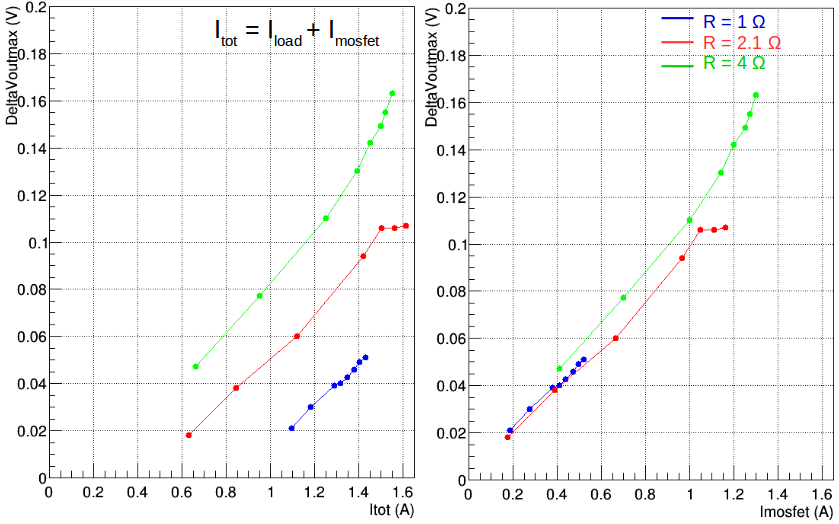 DeltaVoutmax (V)
0.2
0.18
0.16
0.14
0.12
0.1
0.08
0.06
0.04
0.02
0
I_tot = I_load + I_mosfet
0 0.2 0.4 0.6 0.8 1 1.2 1.4 1.6
Itot (A)
DeltaVoutmax (V)
0.2
0.18
0.16
0.14
0.12
0.1
0.08
0.06
0.04
0.02
0
R = 1 Ω
R = 2.1 Ω
R = 4 Ω
0 0.2 0.4 0.6 0.8 1 1.2 1.4 1.6
Imosfet (A)